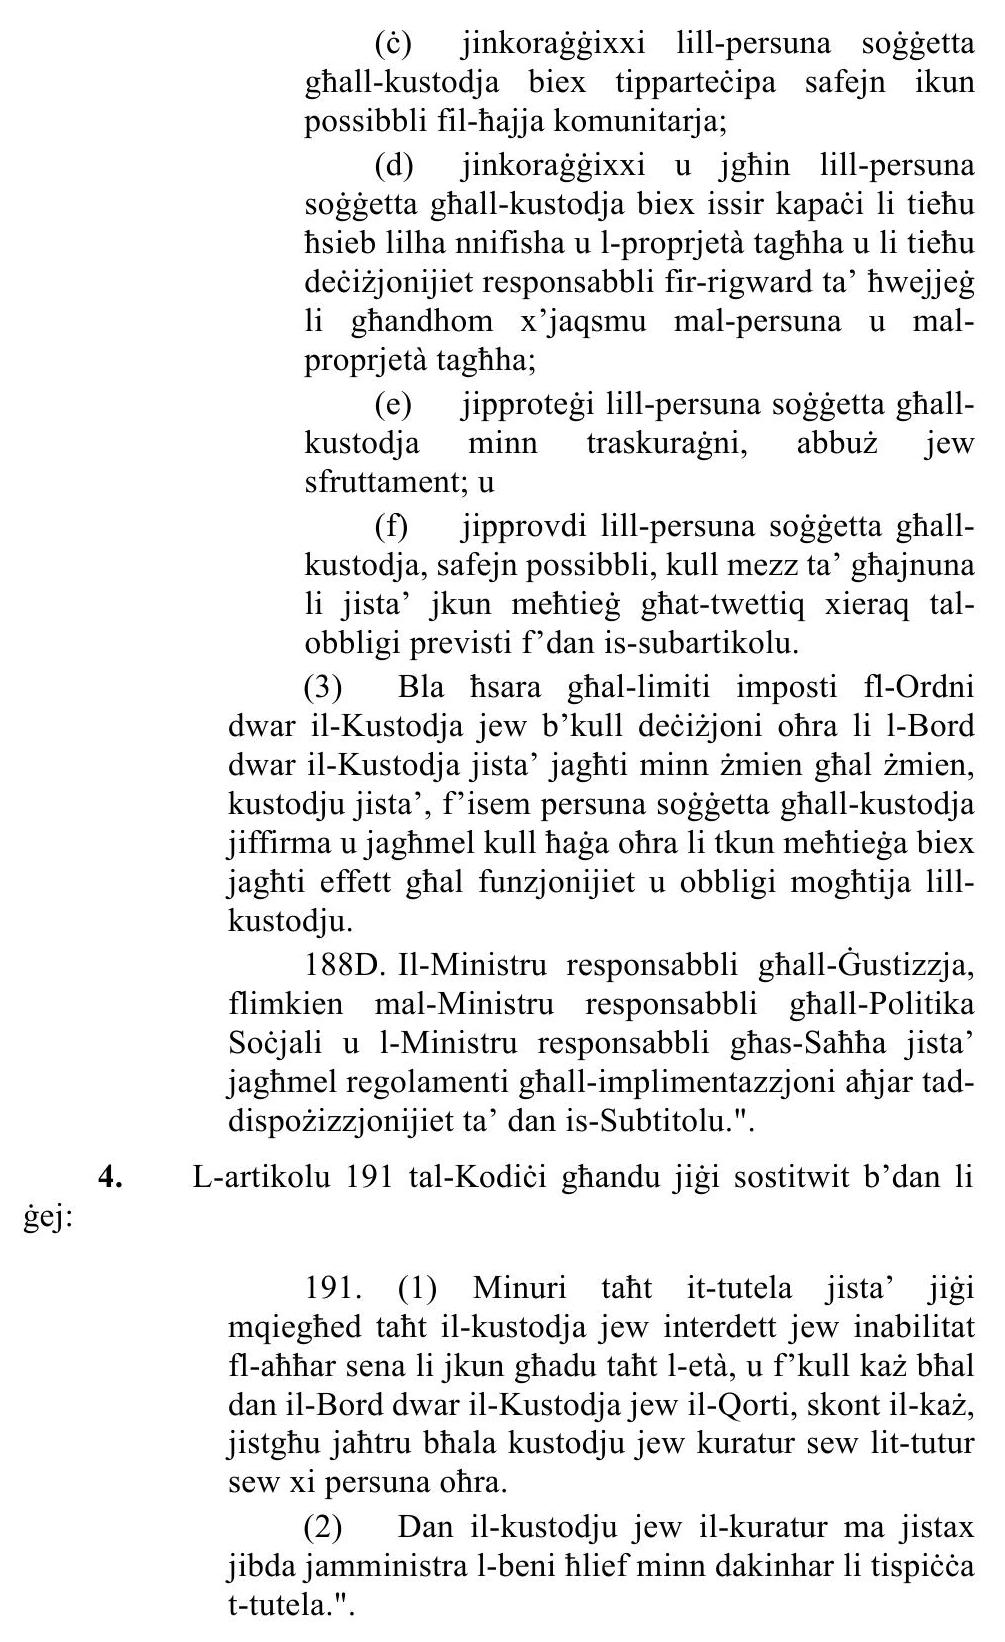 (ċ) jinkoraġġixxi lill-persuna soġġetta
għall-kustodja biex tipparteċipa safejn ikun
possibbli fil-ħajja komunitarja;
(d) jinkoraġġixxi u jgħin lill-persuna
soġġetta għall-kustodja biex issir kapaċi li tieħu
ħsieb lilha nnifisha u l-proprjetà tagħha u li tieħu
deċiżjonijiet responsabbli fir-rigward ta’ ħwejjeġ
li għandhom x’jaqsmu mal-persuna u mal-
proprjetà tagħha;
(e) jipproteġi lill-persuna soġġetta għall-
kustodja minn traskuraġni, abbuż jew
sfruttament; u
(f) jipprovdi lill-persuna soġġetta għall-
kustodja, safejn possibbli, kull mezz ta’ għajnuna
li jista’ jkun meħtieġ għat-twettiq xieraq tal-
obbligi previsti f’dan is-subartikolu.
(3) Bla ħsara għal-limiti imposti fl-Ordni
dwar il-Kustodja jew b’kull deċiżjoni oħra li l-Bord
dwar il-Kustodja jista’ jagħti minn żmien għal żmien,
kustodju jista’, f’isem persuna soġġetta għall-kustodja
jiffirma u jagħmel kull ħaġa oħra li tkun meħtieġa biex
jagħti effett għal funzjonijiet u obbligi mogħtija lill-
kustodju.
188D. Il-Ministru responsabbli għall-Ġustizzja,
flimkien mal-Ministru responsabbli għall-Politika
Soċjali u l-Ministru responsabbli għas-Saħħa jista’
jagħmel regolamenti għall-implimentazzjoni aħjar tad-
dispożizzjonijiet ta’ dan is-Subtitolu.".
4. L-artikolu 191 tal-Kodiċi għandu jiġi sostitwit b’dan li
ġej:
191. (1) Minuri taħt it-tutela jista’ jiġi
mqiegħed taħt il-kustodja jew interdett jew inabilitat
fl-aħħar sena li jkun għadu taħt l-età, u f’kull każ bħal
dan il-Bord dwar il-Kustodja jew il-Qorti, skont il-każ,
jistgħu jaħtru bħala kustodju jew kuratur sew lit-tutur
sew xi persuna oħra.
(2) Dan il-kustodju jew il-kuratur ma jistax
jibda jamministra l-beni ħlief minn dakinhar li tispiċċa
t-tutela.".